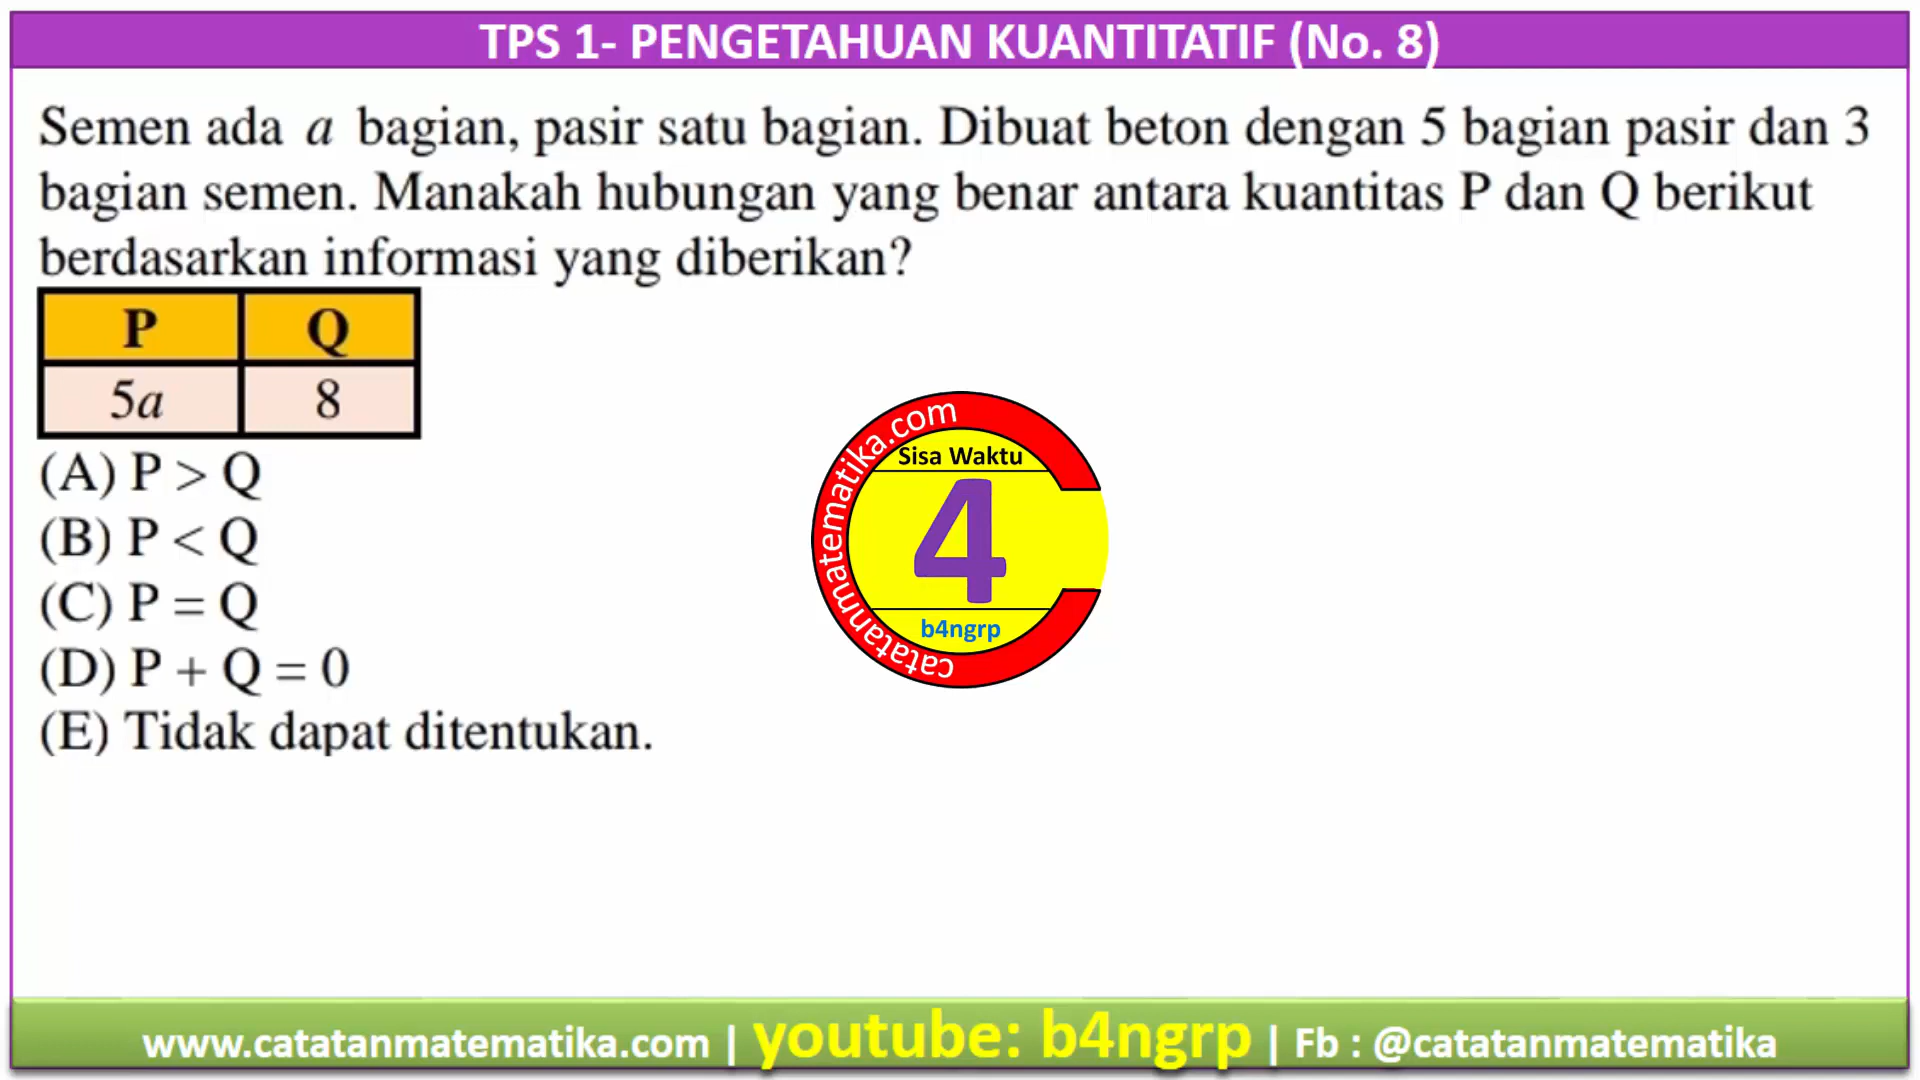 TPS 1- PENGETAHUAN KUANTITATIF (No. 8)
Semen ada a bagian, pasir satu bagian. Dibuat beton dengan 5 bagian pasir dan 3
bagian semen. Manakah hubungan yang benar antara kuantitas P dan Q berikut
berdasarkan informasi yang diberikan?
P Q
5a 8
(A) P > Q
(B) P < Q
(C) P = Q
(D) P + Q = 0
(E) Tidak dapat ditentukan.
catatanmatematika.com
Sisa Waktu
4
b4ngrp
www.catatanmatematika.com | youtube: b4ngrp | Fb : @catatanmatematika